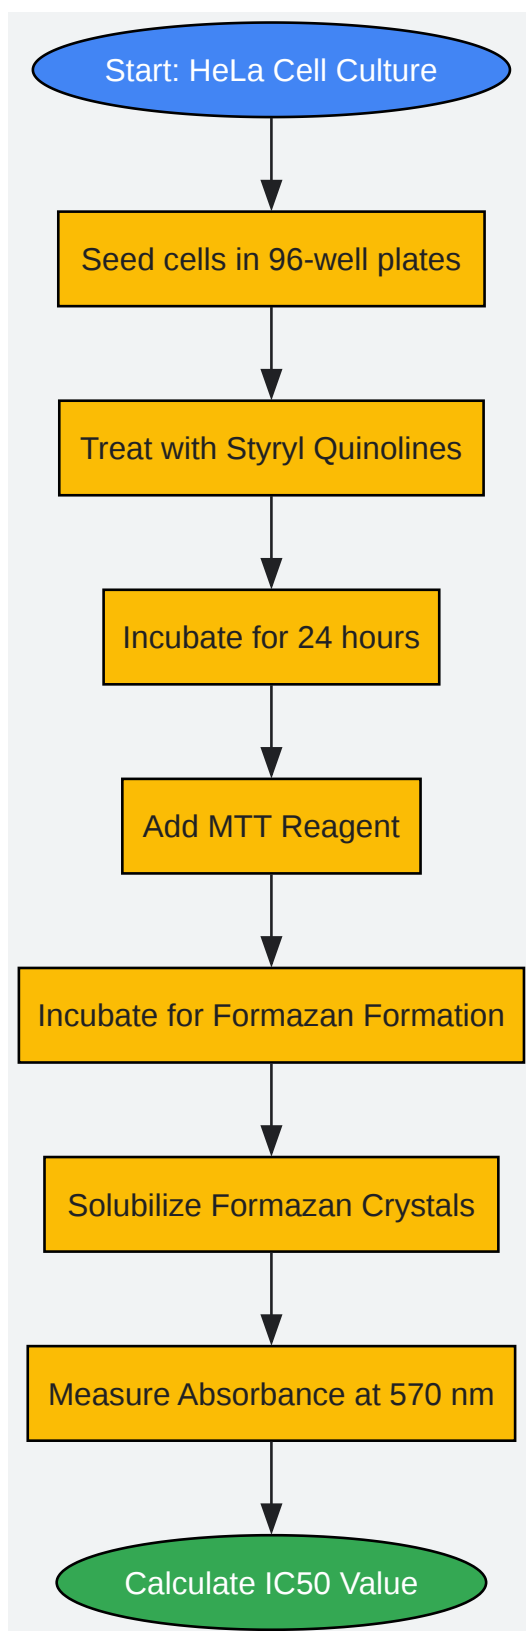 Start: HeLa Cell Culture
Seed cells in 96-well plates
Treat with Styryl Quinolines
Incubate for 24 hours
Add MTT Reagent
Incubate for Formazan Formation
Solubilize Formazan Crystals
Measure Absorbance at 570 nm
Calculate IC50 Value